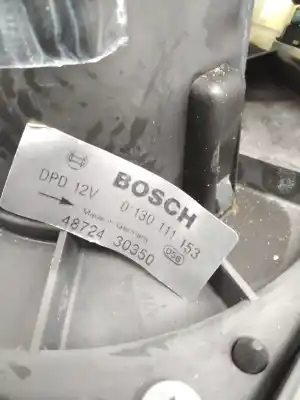 BOSCH
DPD 12V 0 130 111 153
Made in Germany
48724 30350